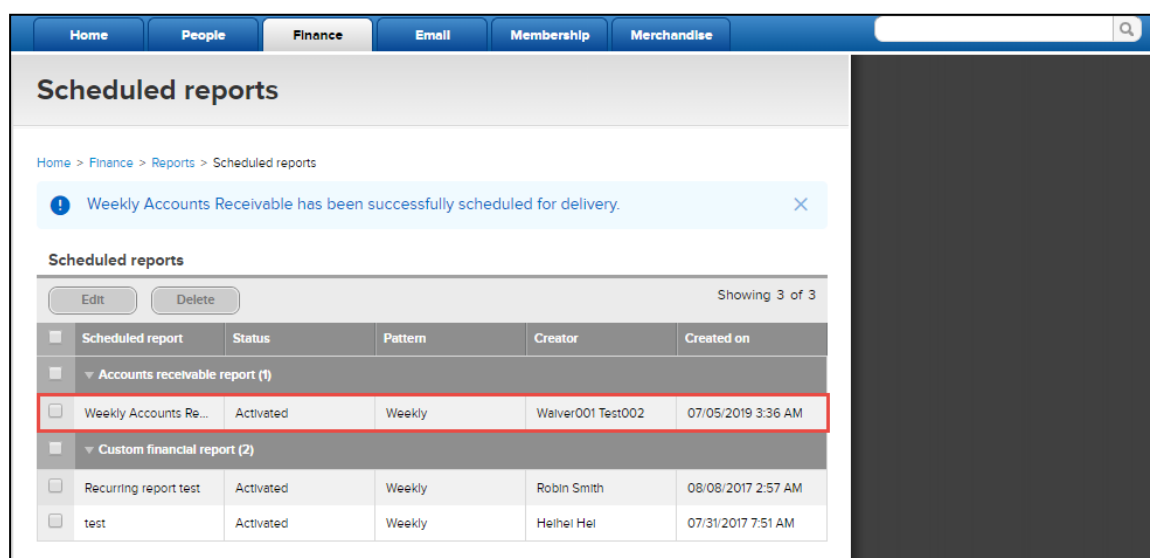 Home People Finance Email Membership Merchandise
Scheduled reports
Home > Finance > Reports > Scheduled reports
Weekly Accounts Receivable has been successfully scheduled for delivery.
Scheduled reports
Edit Delete Showing 3 of 3
Scheduled report Status Pattern Creator Created on
Accounts receivable report (1)
Weekly Accounts Re... Activated Weekly Waiver001 Test002 07/05/2019 3:36 AM
Custom financial report (2)
Recurring report test Activated Weekly Robin Smith 08/08/2017 2:57 AM
test Activated Weekly Heihei Hei 07/31/2017 7:51 AM